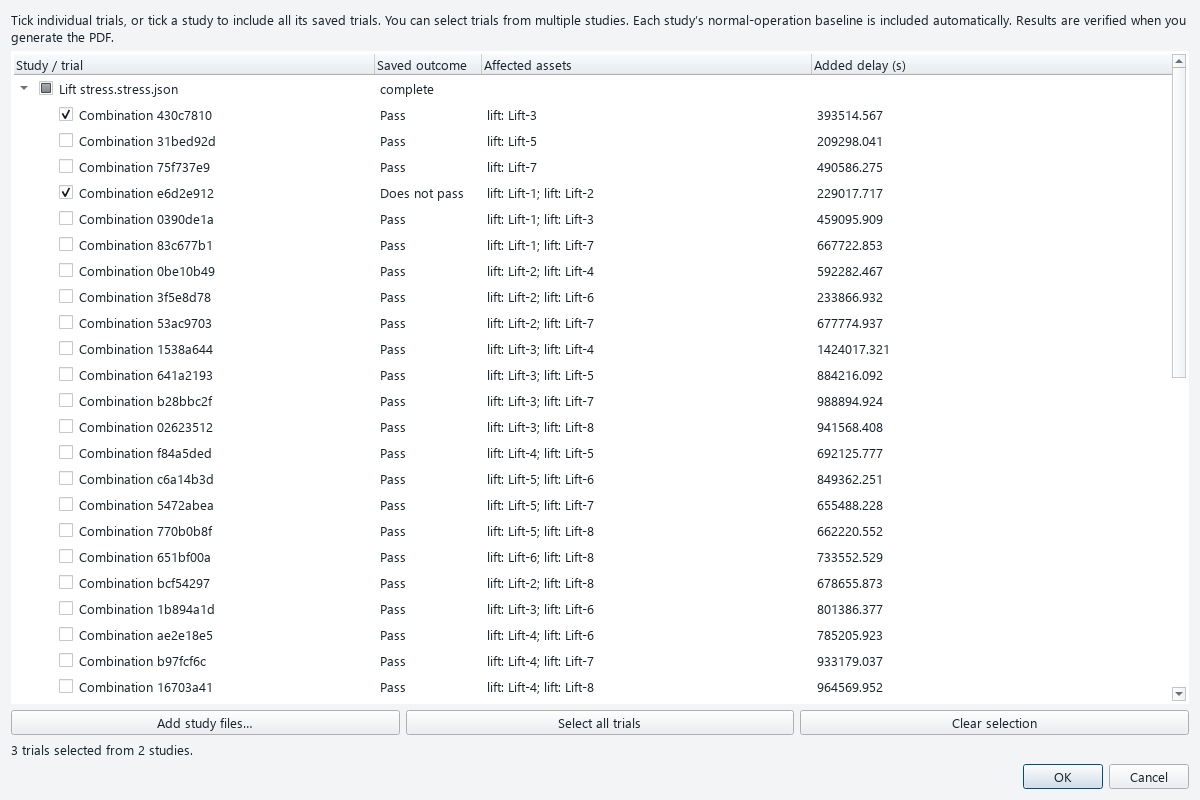 Tick individual trials, or tick a study to include all its saved trials. You can select trials from multiple studies. Each study's normal-operation baseline is included automatically. Results are verified when you
generate the PDF.
Study / trial Saved outcome Affected assets Added delay (s)
Lift stress.stress.json complete
Combination 430c7810 Pass lift: Lift-3 393514.567
Combination 31bed92d Pass lift: Lift-5 209298.041
Combination 75f737e9 Pass lift: Lift-7 490586.275
Combination e6d2e912 Does not pass lift: Lift-1; lift: Lift-2 229017.717
Combination 0390de1a Pass lift: Lift-1; lift: Lift-3 459095.909
Combination 83c677b1 Pass lift: Lift-1; lift: Lift-7 667722.853
Combination 0be10b49 Pass lift: Lift-2; lift: Lift-4 592282.467
Combination 3f5e8d78 Pass lift: Lift-2; lift: Lift-6 233866.932
Combination 53ac9703 Pass lift: Lift-2; lift: Lift-7 677774.937
Combination 1538a644 Pass lift: Lift-3; lift: Lift-4 1424017.321
Combination 641a2193 Pass lift: Lift-3; lift: Lift-5 884216.092
Combination b28bbc2f Pass lift: Lift-3; lift: Lift-7 988894.924
Combination 02623512 Pass lift: Lift-3; lift: Lift-8 941568.408
Combination f84a5ded Pass lift: Lift-4; lift: Lift-5 692125.777
Combination c6a14b3d Pass lift: Lift-5; lift: Lift-6 849362.251
Combination 5472abea Pass lift: Lift-5; lift: Lift-7 655488.228
Combination 770b0b8f Pass lift: Lift-5; lift: Lift-8 662220.552
Combination 651bf00a Pass lift: Lift-6; lift: Lift-8 733552.529
Combination bcf54297 Pass lift: Lift-2; lift: Lift-8 678655.873
Combination 1b894a1d Pass lift: Lift-3; lift: Lift-6 801386.377
Combination ae2e18e5 Pass lift: Lift-4; lift: Lift-6 785205.923
Combination b97fcf6c Pass lift: Lift-4; lift: Lift-7 933179.037
Combination 16703a41 Pass lift: Lift-4; lift: Lift-8 964569.952
Add study files... Select all trials Clear selection
3 trials selected from 2 studies.
OK Cancel